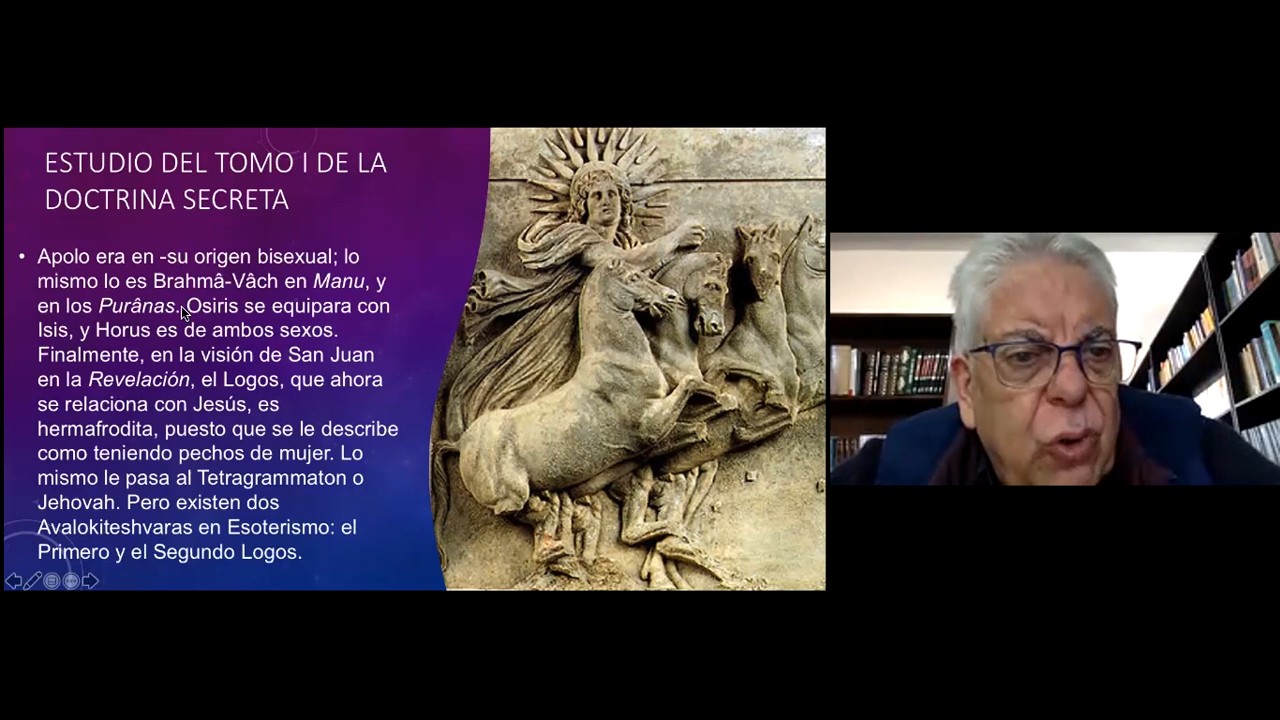 ESTUDIO DEL TOMO I DE LA
DOCTRINA SECRETA
• Apolo era en -su origen bisexual; lo
mismo lo es Brahmâ-Vâch en Manu, y
en los Purânas. Osiris se equipara con
Isis, y Horus es de ambos sexos.
Finalmente, en la visión de San Juan
en la Revelación, el Logos, que ahora
se relaciona con Jesús, es
hermafrodita, puesto que se le describe
como teniendo pechos de mujer. Lo
mismo le pasa al Tetragrammaton o
Jehovah. Pero existen dos
Avalokiteshvaras en Esoterismo: el
Primero y el Segundo Logos.